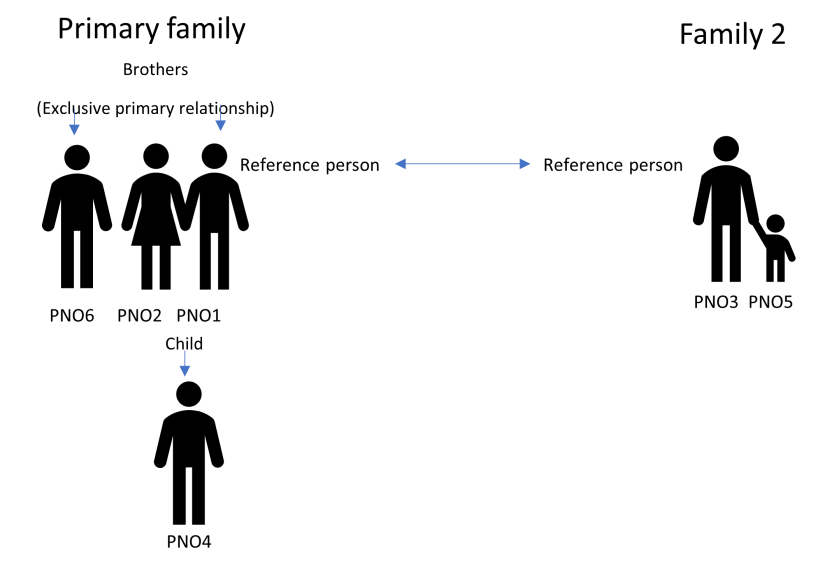 Primary family
Family 2
Brothers
(Exclusive primary relationship)
Reference person
Reference person
PNO6 PNO2 PNO1
PNO3 PNO5
Child
PNO4